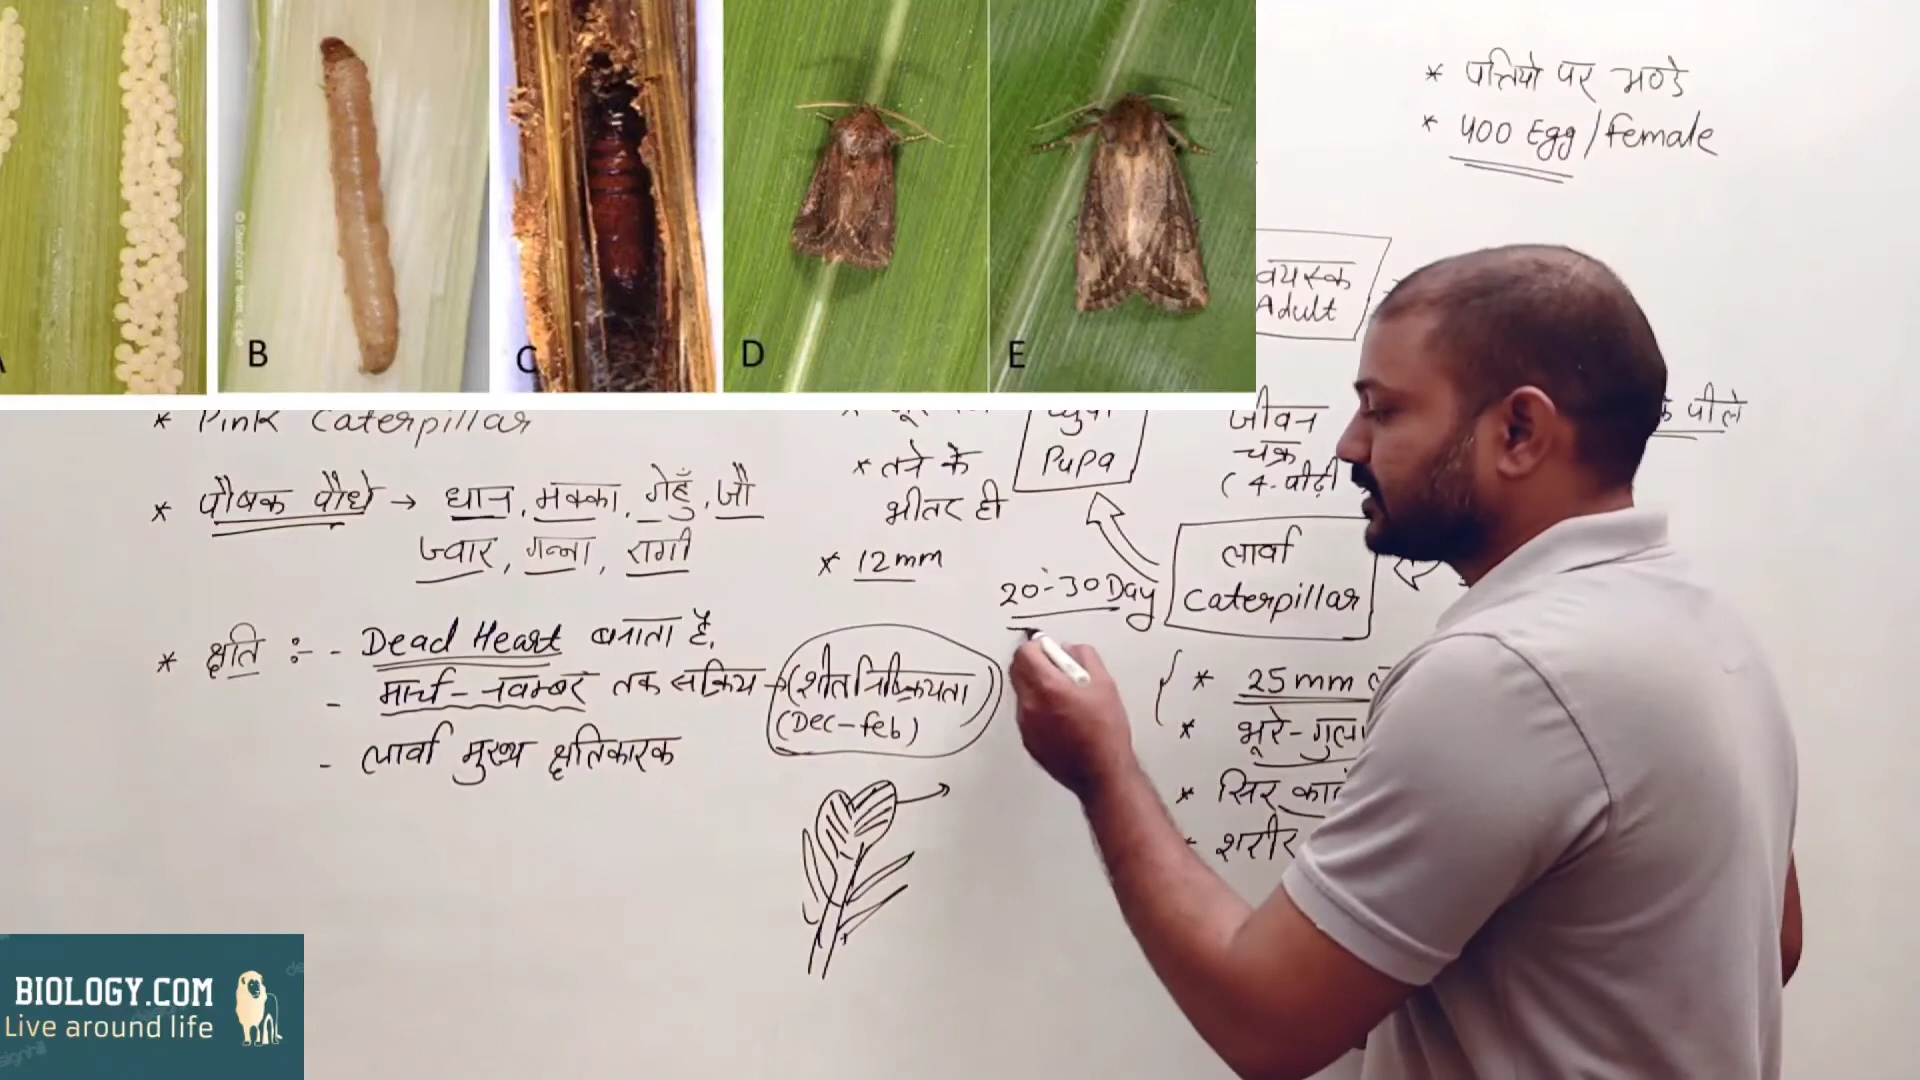 B
C
D
E
* पत्तियो पर अण्डे
* 400 Egg/female
वयस्क
Adult
* Pink Caterpillar
* पौषक पौधे → धान, मक्का, गेहुँ, जौ
ज्वार, गन्ना, रागी
* क्षति :- - Dead Heart बनाता है.
- मार्च-नवम्बर तक सक्रिय → (शीतनिष्क्रियता)
(Dec-feb)
- लार्वा मुख्य क्षतिकारक
* तने के
भीतर ही
* 12mm
Pupa
जीवन
चक्र
(4-पीढ़ी
पीले
20-30 Day
लार्वा
Caterpillar
* 25mm
* भूरे-गुला
* सिर
* शरीर
BIOLOGY.COM
Live around life